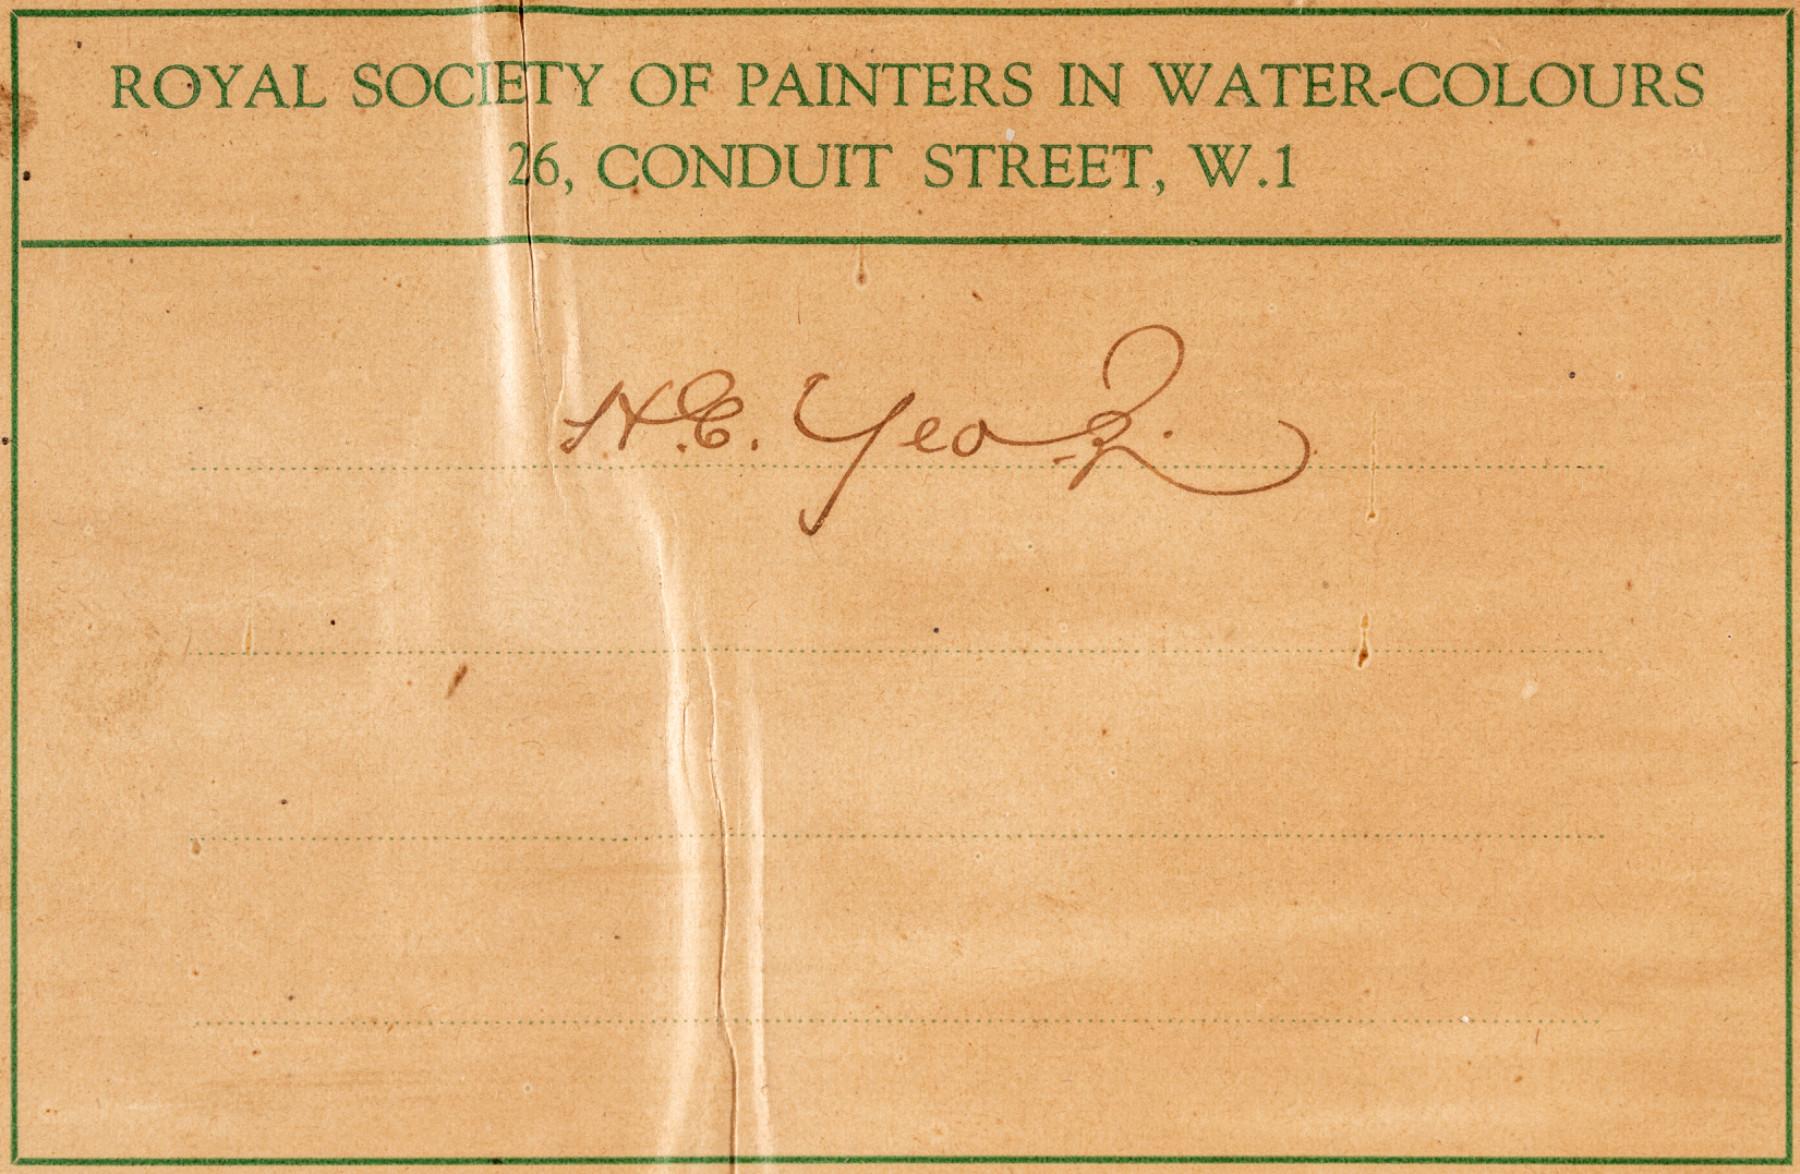 ROYAL SOCIETY OF PAINTERS IN WATER-COLOURS
26, CONDUIT STREET, W.1
H.E. Yeo